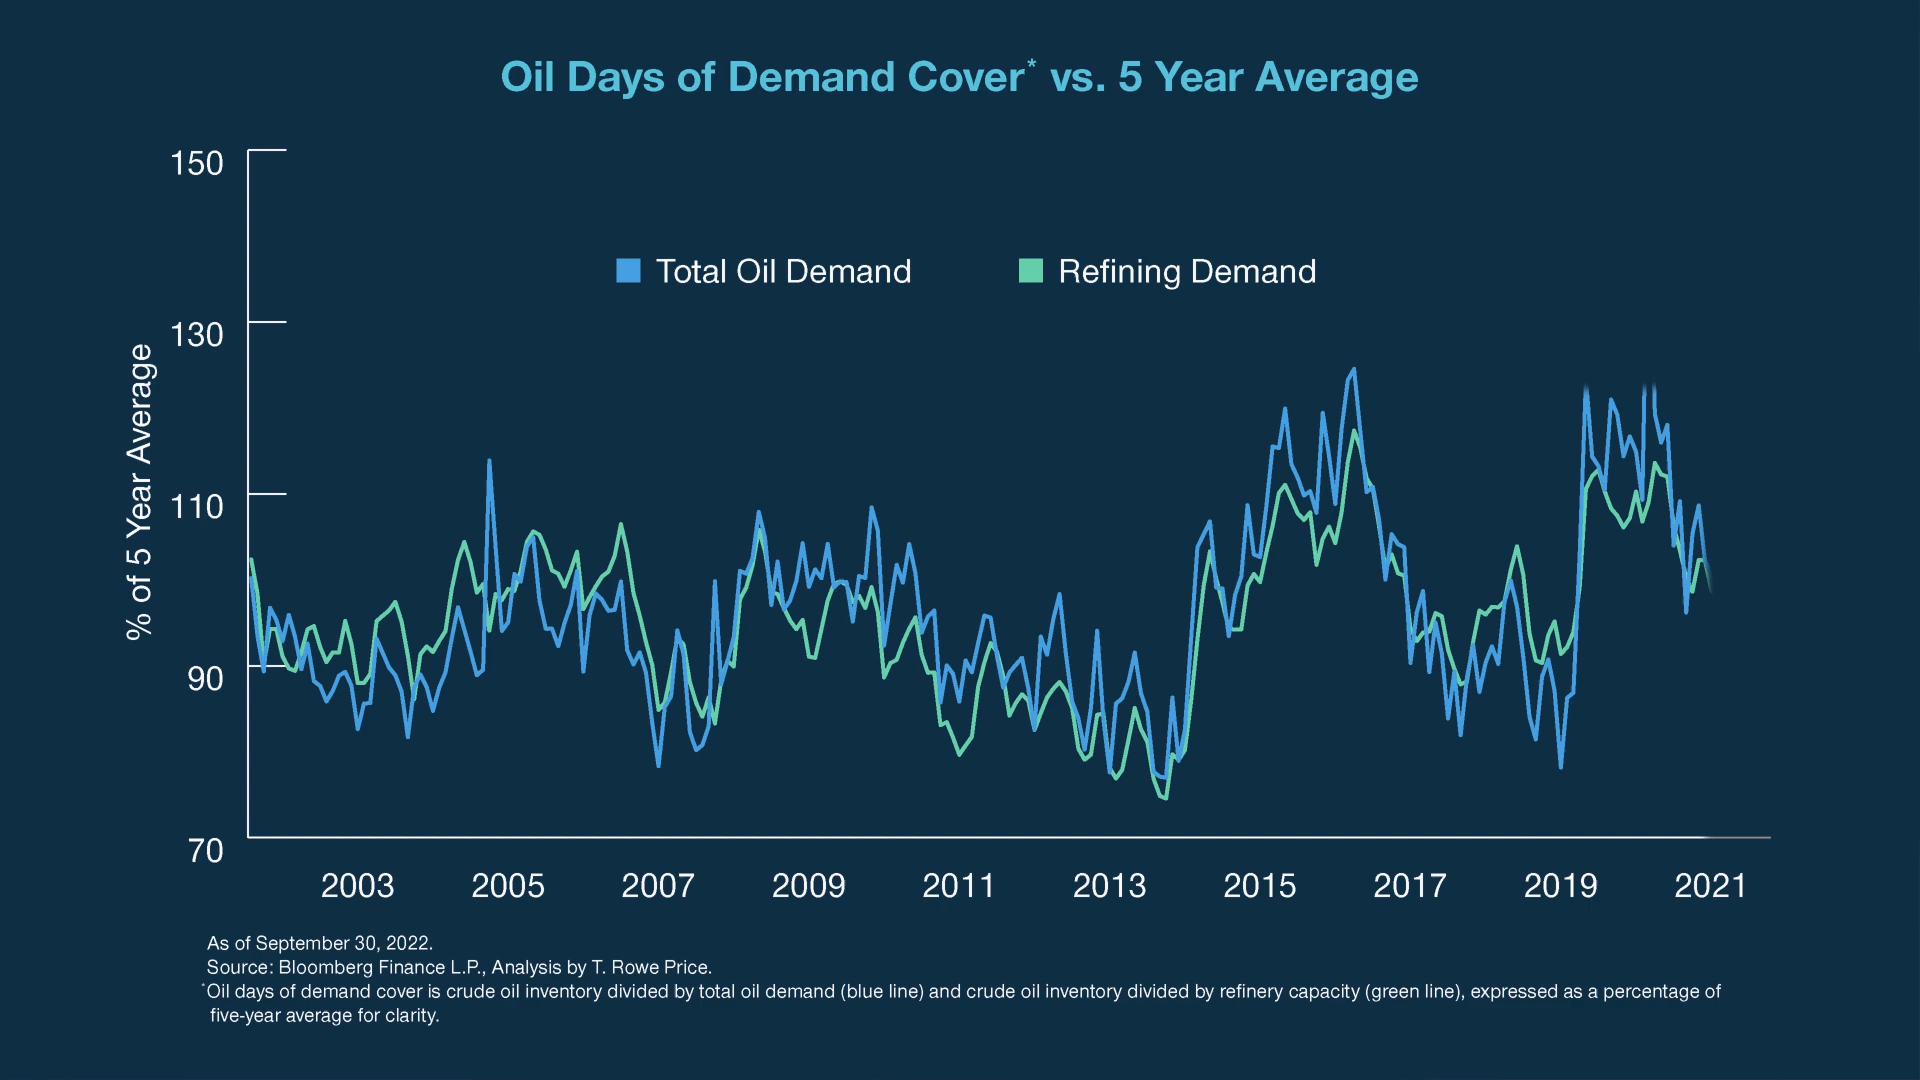 Oil Days of Demand Cover* vs. 5 Year Average
150
Total Oil Demand
Refining Demand
130
110
90
70
% of 5 Year Average
2003 2005 2007 2009 2011 2013 2015 2017 2019 2021
As of September 30, 2022.
Source: Bloomberg Finance L.P., Analysis by T. Rowe Price.
*Oil days of demand cover is crude oil inventory divided by total oil demand (blue line) and crude oil inventory divided by refinery capacity (green line), expressed as a percentage of
five-year average for clarity.